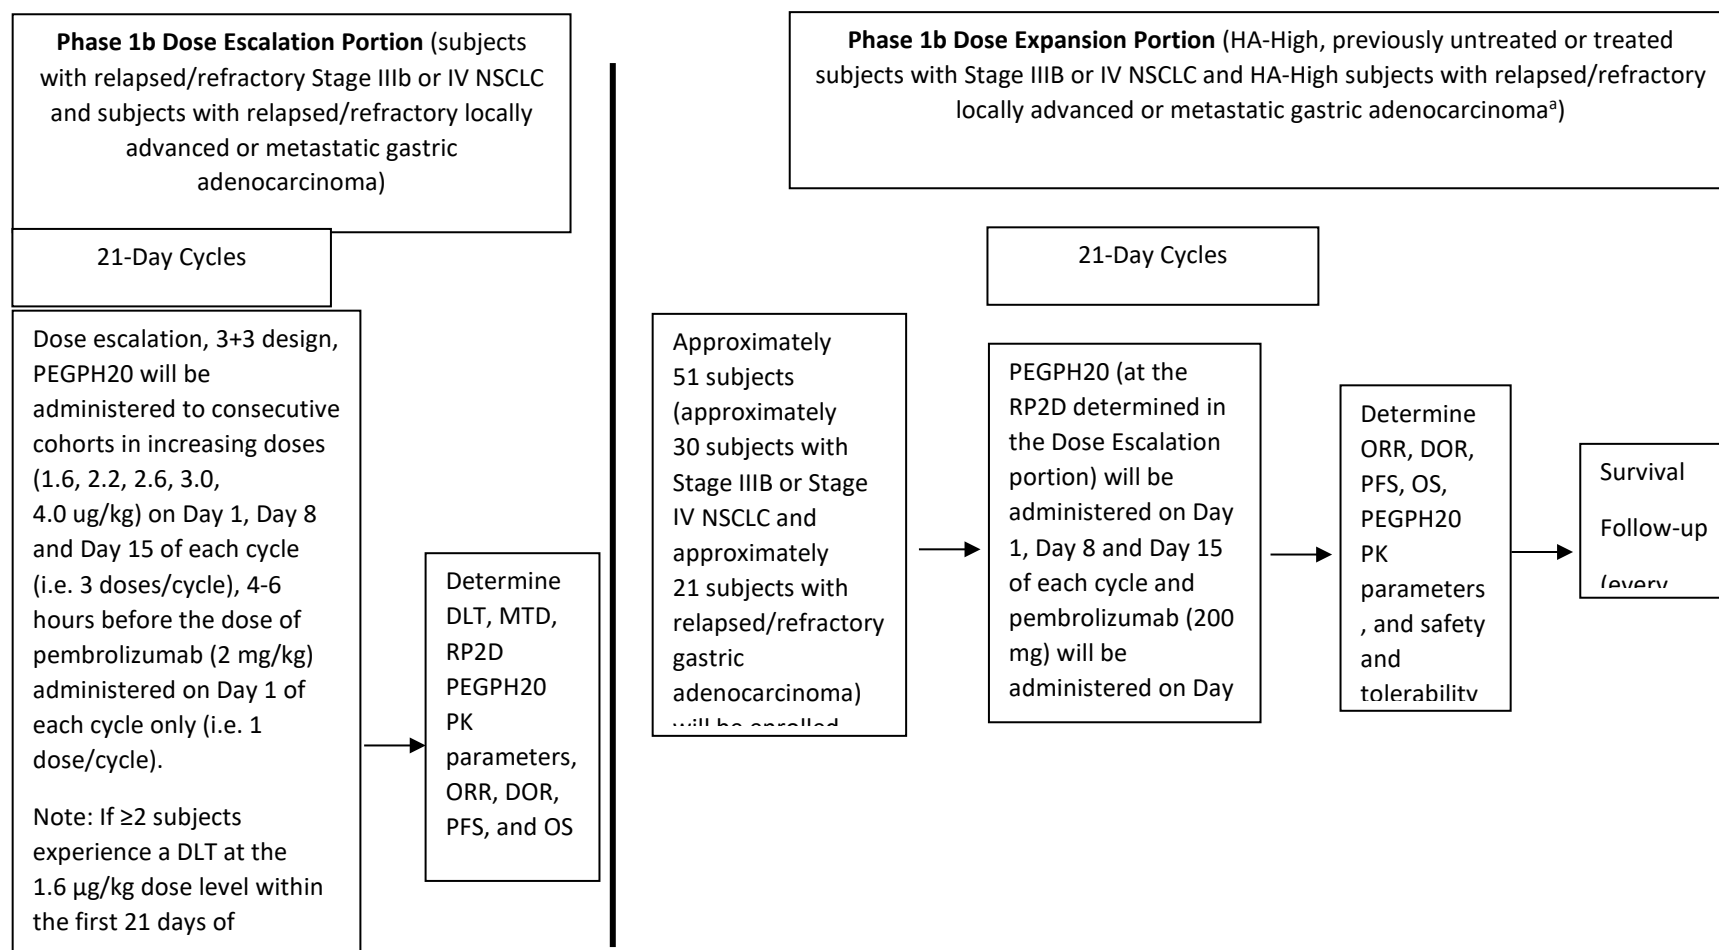 Phase 1b Dose Escalation Portion (subjects
with relapsed/refractory Stage IIIb or IV NSCLC
and subjects with relapsed/refractory locally
advanced or metastatic gastric
adenocarcinoma)
21-Day Cycles
Dose escalation, 3+3 design,
PEGPH20 will be
administered to consecutive
cohorts in increasing doses
(1.6, 2.2, 2.6, 3.0,
4.0 ug/kg) on Day 1, Day 8
and Day 15 of each cycle
(i.e. 3 doses/cycle), 4-6
hours before the dose of
pembrolizumab (2 mg/kg)
administered on Day 1 of
each cycle only (i.e. 1
dose/cycle).
Note: If ≥2 subjects
experience a DLT at the
1.6 µg/kg dose level within
the first 21 days of
Determine
DLT, MTD,
RP2D
PEGPH20
PK
parameters,
ORR, DOR,
PFS, and OS
Phase 1b Dose Expansion Portion (HA-High, previously untreated or treated
subjects with Stage IIIB or IV NSCLC and HA-High subjects with relapsed/refractory
locally advanced or metastatic gastric adenocarcinomaᵃ)
21-Day Cycles
Approximately
51 subjects
(approximately
30 subjects with
Stage IIIB or Stage
IV NSCLC and
approximately
21 subjects with
relapsed/refractory
gastric
adenocarcinoma)
will be enrolled
PEGPH20 (at the
RP2D determined in
the Dose Escalation
portion) will be
administered on Day
1, Day 8 and Day 15
of each cycle and
pembrolizumab (200
mg) will be
administered on Day
Determine
ORR, DOR,
PFS, OS,
PEGPH20
PK
parameters
, and safety
and
tolerability
Survival
Follow-up
(every